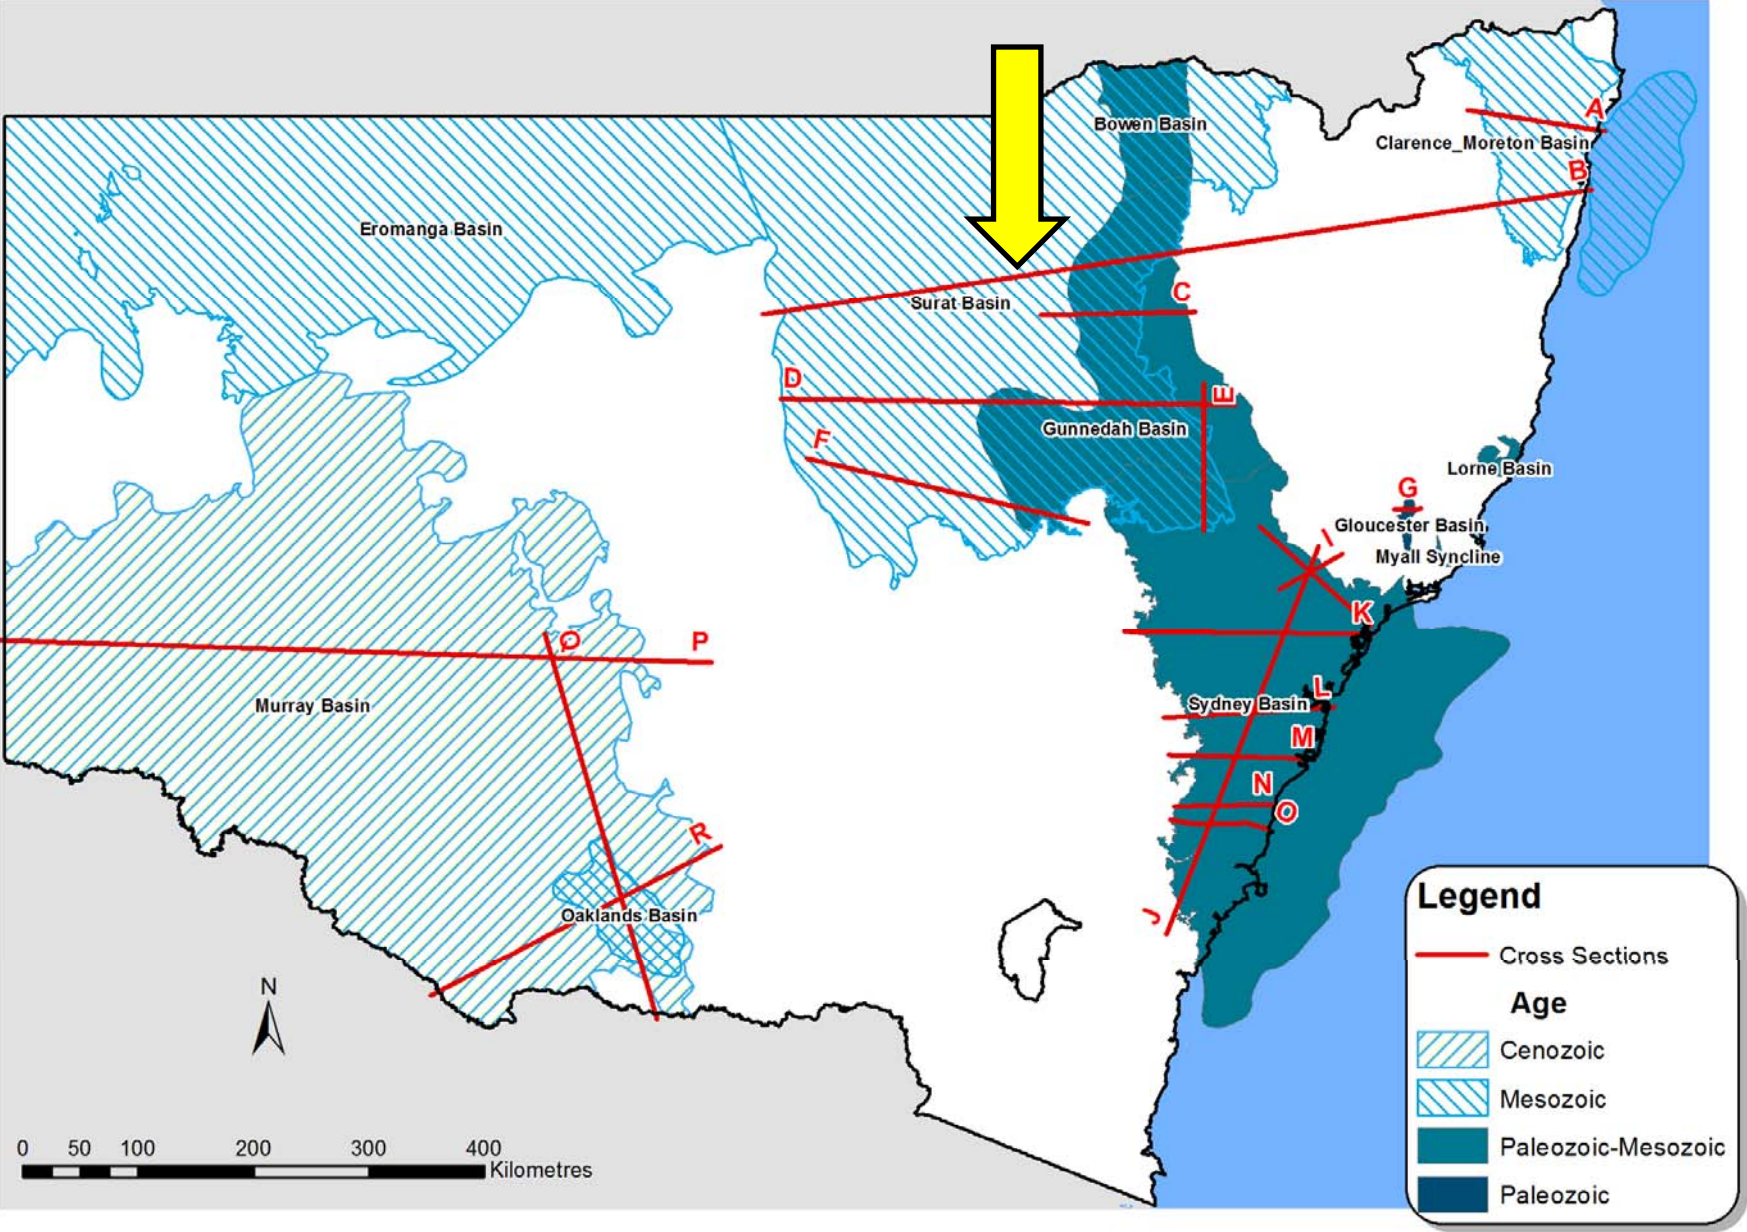 A
Bowen Basin
Clarence_Moreton Basin
B
Eromanga Basin
C
Surat Basin
D
E
Gunnedah Basin
F
Lorne Basin
G
Gloucester Basin
I
Myall Syncline
K
Q
P
L
Murray Basin
Sydney Basin
M
N
O
R
Oaklands Basin
J
N
0 50 100 200 300 400
Kilometres
Legend
Cross Sections
Age
Cenozoic
Mesozoic
Paleozoic-Mesozoic
Paleozoic